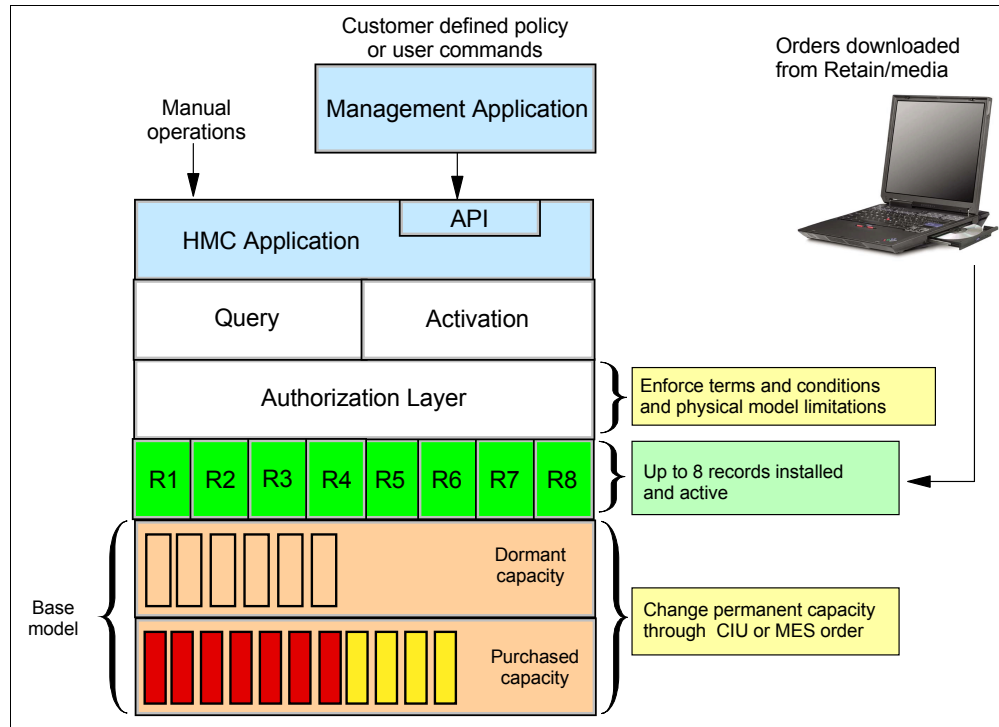 Customer defined policy
or user commands
Orders downloaded
from Retain/media
Management Application
Manual
operations
API
HMC Application
Query
Activation
Authorization Layer
Enforce terms and conditions
and physical model limitations
R1 R2 R3 R4 R5 R6 R7 R8
Up to 8 records installed
and active
Dormant
capacity
Base
model
Change permanent capacity
through CIU or MES order
Purchased
capacity